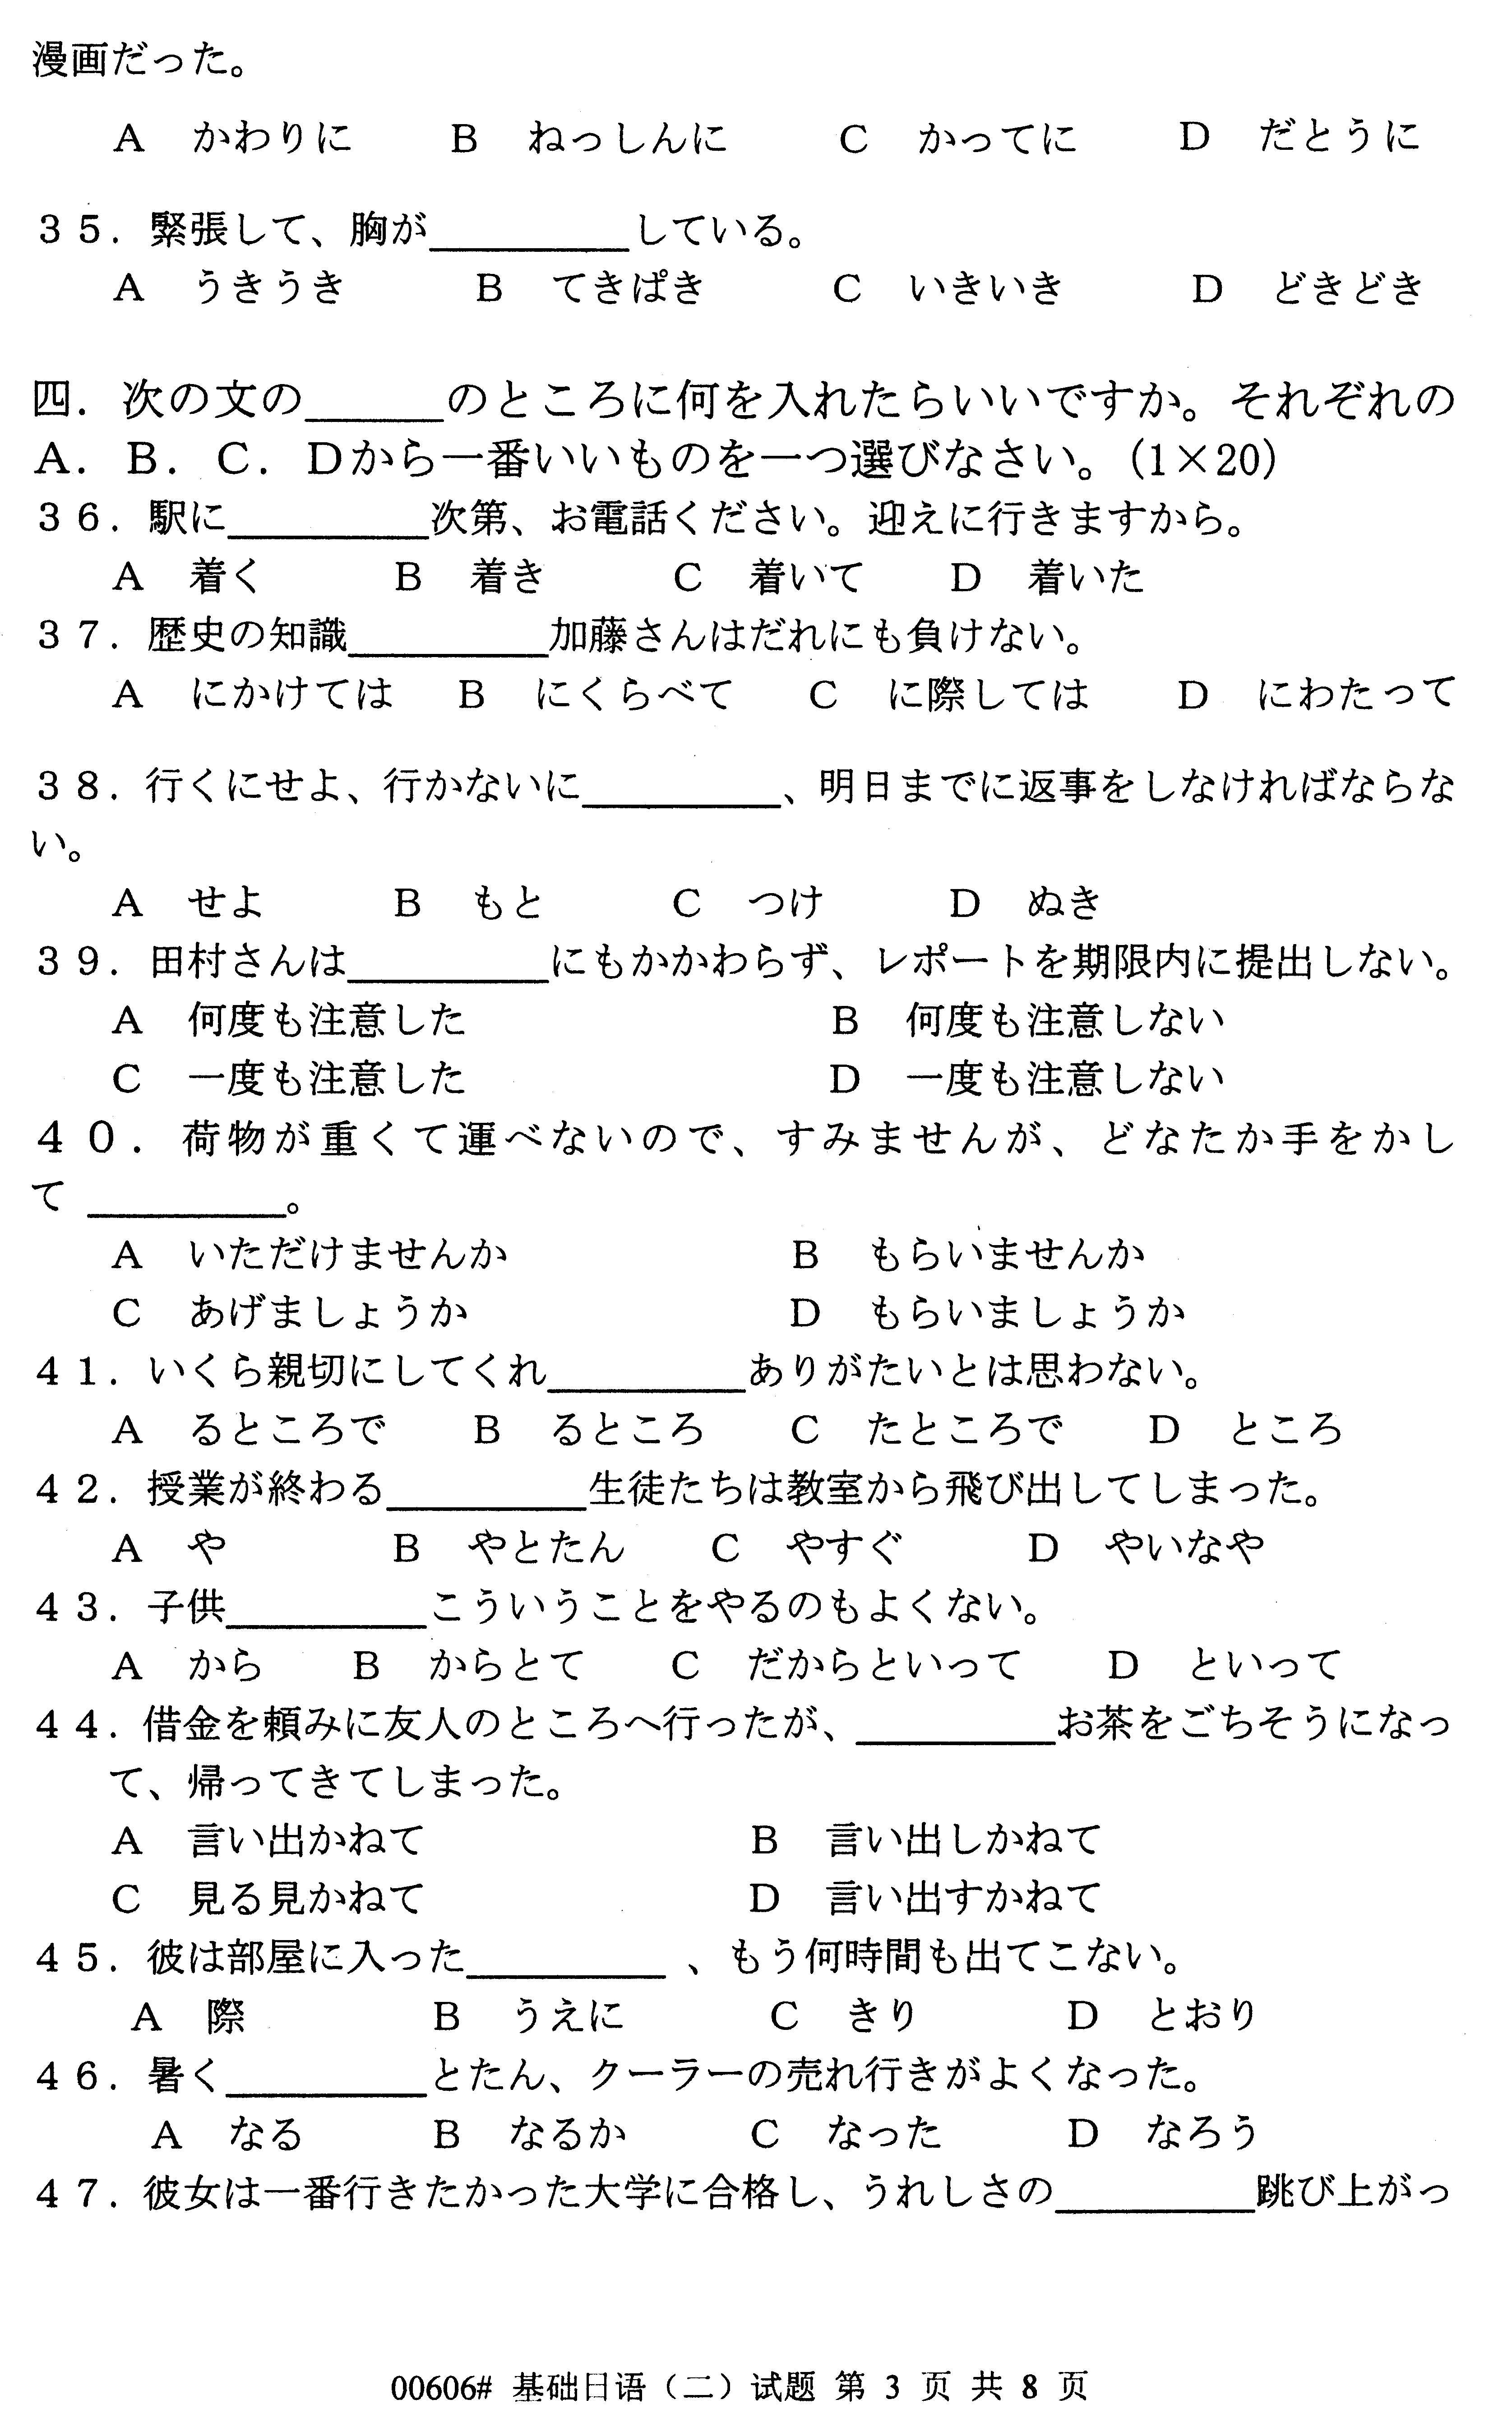 漫画だった。
A　かわりに　　B　ねっしんに　　C　かってに　　D　だとうに
３５．緊張して、胸が＿＿＿＿＿している。
A　うきうき　　B　てきぱき　　C　いきいき　　D　どきどき
四．次の文の＿＿＿のところに何を入れたらいいですか。それぞれの
A．B．C．Dから一番いいものを一つ選びなさい。（1×20）
３６．駅に＿＿＿＿＿次第、お電話ください。迎えに行きますから。
A　着く　　B　着き　　C　着いて　　D　着いた
３７．歴史の知識＿＿＿＿＿加藤さんはだれにも負けない。
A　にかけては　　B　にくらべて　　C　に際しては　　D　にわたって
３８．行くにせよ、行かないに＿＿＿＿＿、明日までに返事をしなければならな
い。
A　せよ　　B　もと　　C　つけ　　D　ぬき
３９．田村さんは＿＿＿＿＿にもかかわらず、レポートを期限内に提出しない。
A　何度も注意した　　B　何度も注意しない
C　一度も注意した　　D　一度も注意しない
４０．荷物が重くて運べないので、すみませんが、どなたか手をかし
て＿＿＿＿＿。
A　いただけませんか　　B　もらいませんか
C　あげましょうか　　D　もらいましょうか
４１．いくら親切にしてくれ＿＿＿＿＿ありがたいとは思わない。
A　るところで　　B　るところ　　C　たところで　　D　ところ
４２．授業が終わる＿＿＿＿＿生徒たちは教室から飛び出してしまった。
A　や　　B　やとたん　　C　やすぐ　　D　やいなや
４３．子供＿＿＿＿＿こういうことをやるのもよくない。
A　から　　B　からとて　　C　だからといって　　D　といって
４４．借金を頼みに友人のところへ行ったが、＿＿＿＿＿お茶をごちそうになっ
て、帰ってきてしまった。
A　言い出かねて　　B　言い出しかねて
C　見る見かねて　　D　言い出すかねて
４５．彼は部屋に入った＿＿＿＿＿、もう何時間も出てこない。
A　際　　B　うえに　　C　きり　　D　とおり
４６．暑く＿＿＿＿＿とたん、クーラーの売れ行きがよくなった。
A　なる　　B　なるか　　C　なった　　D　なろう
４７．彼女は一番行きたかった大学に合格し、うれしさの＿＿＿＿＿跳び上がっ
00606# 基础日语（二）试题 第 3 页 共 8 页